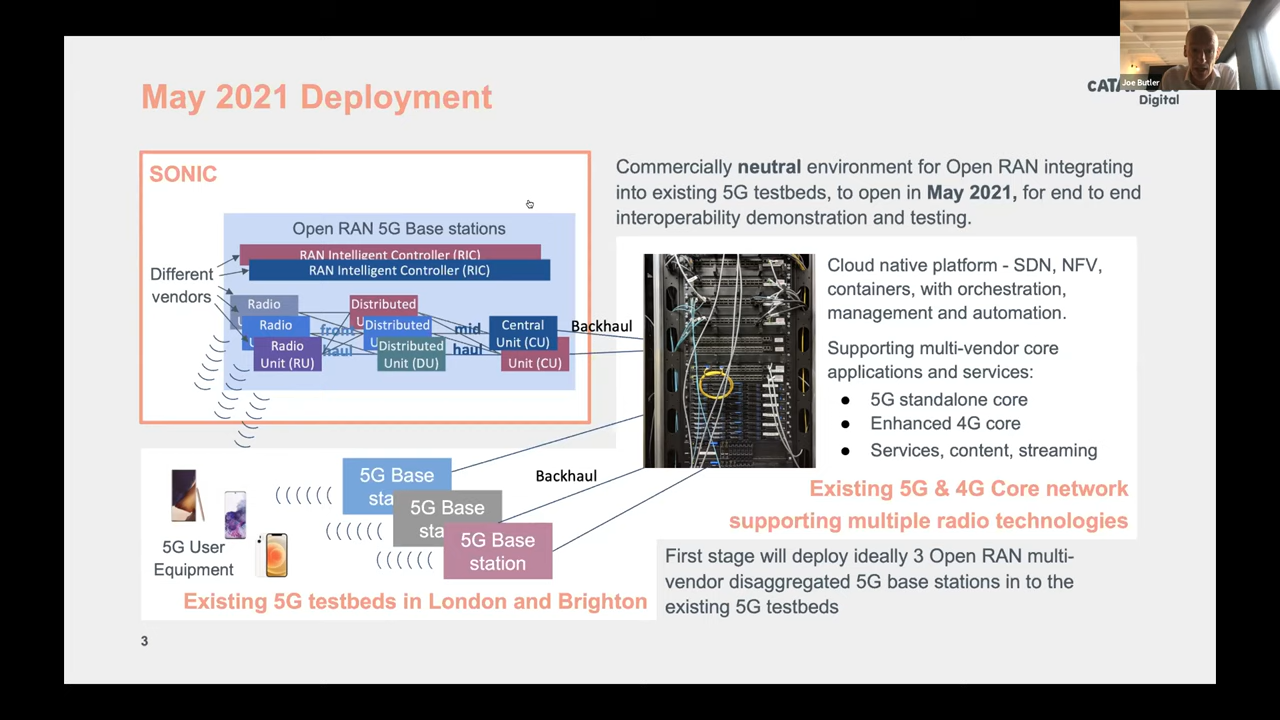 Joe Butler
Digital
May 2021 Deployment
SONIC
Open RAN 5G Base stations
RAN Intelligent Controller (RIC)
RAN Intelligent Controller (RIC)
Different
vendors
Radio
Radio
Radio
Unit (RU)
front
haul
Distributed
Distributed
Distributed
Unit (DU)
mid
haul
Central
Unit (CU)
Unit (CU)
Backhaul
Commercially neutral environment for Open RAN integrating
into existing 5G testbeds, to open in May 2021, for end to end
interoperability demonstration and testing.
Cloud native platform - SDN, NFV,
containers, with orchestration,
management and automation.
Supporting multi-vendor core
applications and services:
● 5G standalone core
● Enhanced 4G core
● Services, content, streaming
Existing 5G & 4G Core network
supporting multiple radio technologies
5G User
Equipment
5G Base
sta
5G Base
sta
5G Base
station
Backhaul
Existing 5G testbeds in London and Brighton
First stage will deploy ideally 3 Open RAN multi-
vendor disaggregated 5G base stations in to the
existing 5G testbeds
3